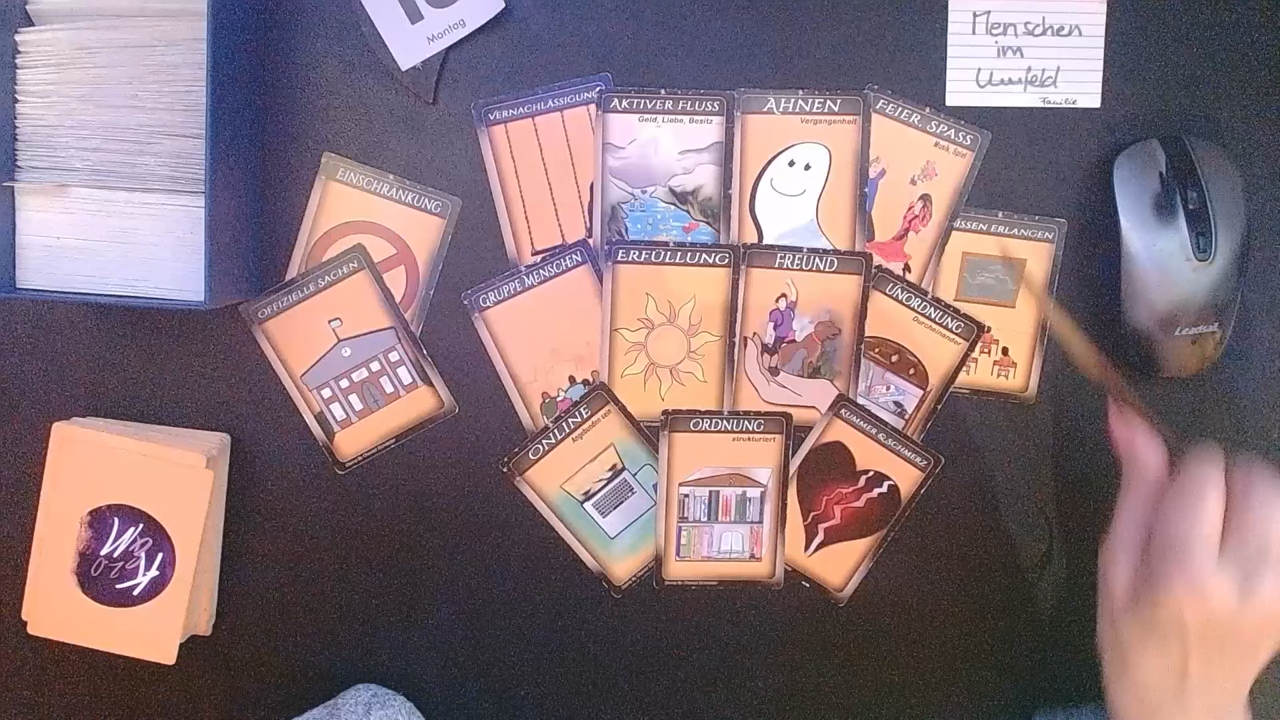 Montag
Menschen
im
Umfeld
Familie
VERNACHLÄSSIGUNG
AKTIVER FLUSS
Geld, Liebe, Besitz
AHNEN
Vergangenheit
FEIER, SPASS
Musik, Spiel
EINSCHRÄNKUNG
OFFIZIELLE SACHEN
GRUPPE MENSCHEN
ERFÜLLUNG
FREUND
UNORDNUNG
Durcheinander
ISSEN ERLANGEN
ONLINE
Angebunden sein
ORDNUNG
strukturiert
KUMMER & SCHMERZ
Leadsail